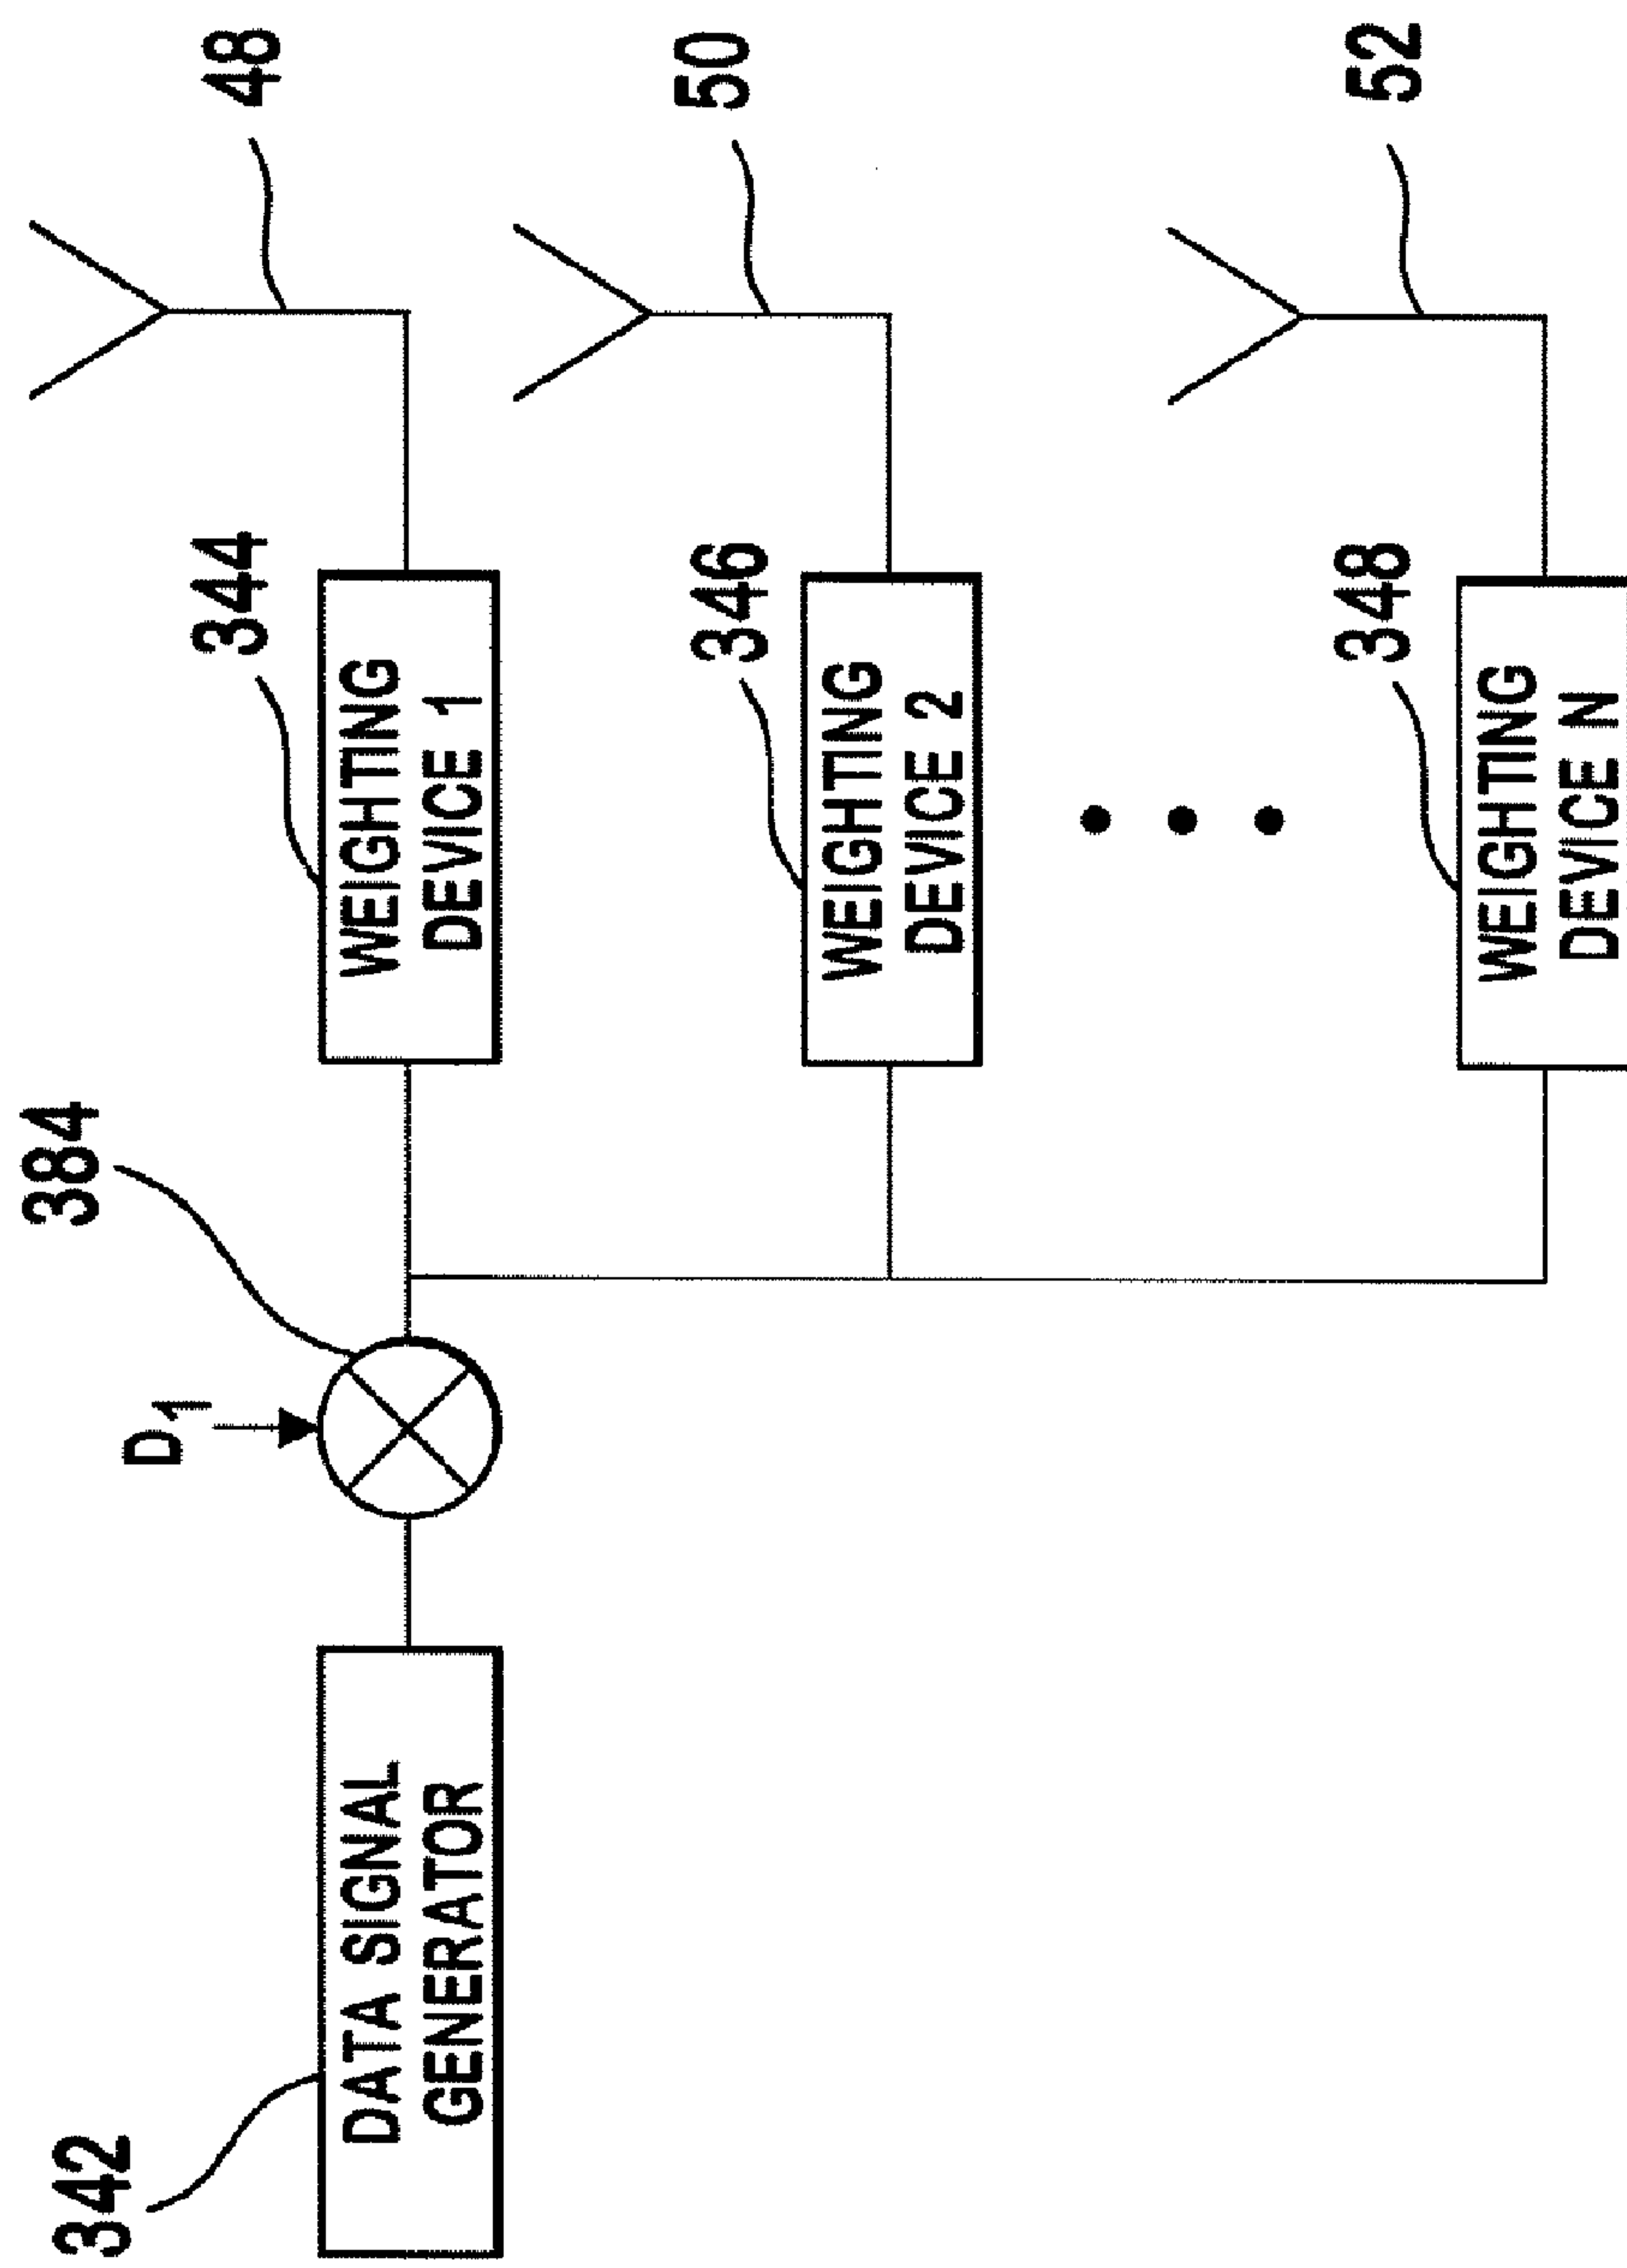 342
DATA SIGNAL
GENERATOR
D1
384
344
WEIGHTING
DEVICE 1
48
346
WEIGHTING
DEVICE 2
50
348
WEIGHTING
DEVICE N
52